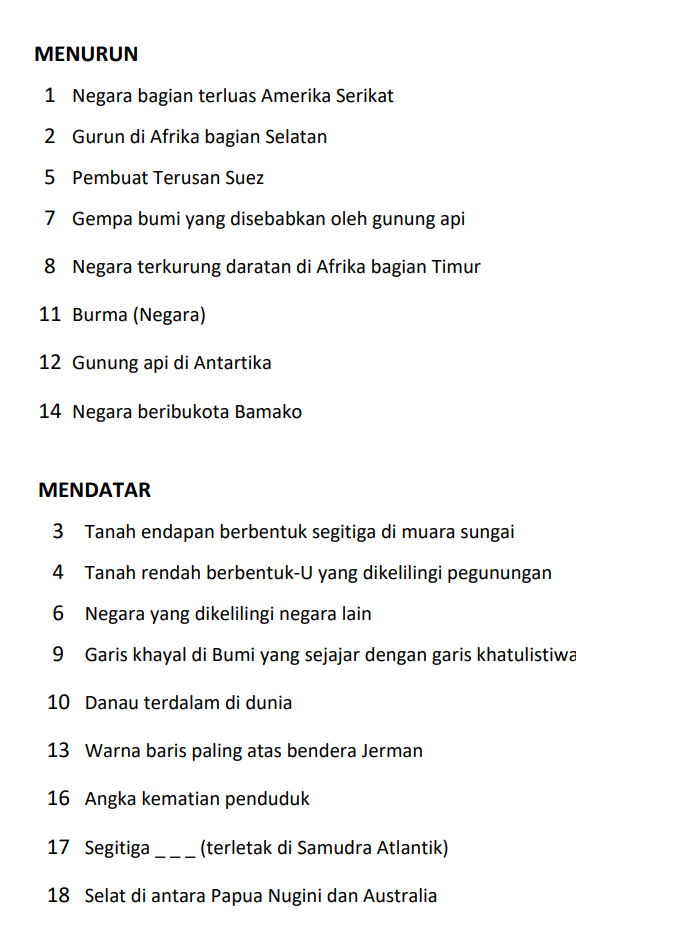 MENURUN
1 Negara bagian terluas Amerika Serikat
2 Gurun di Afrika bagian Selatan
5 Pembuat Terusan Suez
7 Gempa bumi yang disebabkan oleh gunung api
8 Negara terkurung daratan di Afrika bagian Timur
11 Burma (Negara)
12 Gunung api di Antartika
14 Negara beribukota Bamako
MENDATAR
3 Tanah endapan berbentuk segitiga di muara sungai
4 Tanah rendah berbentuk-U yang dikelilingi pegunungan
6 Negara yang dikelilingi negara lain
9 Garis khayal di Bumi yang sejajar dengan garis khatulistiwa
10 Danau terdalam di dunia
13 Warna baris paling atas bendera Jerman
16 Angka kematian penduduk
17 Segitiga _ _ _ (terletak di Samudra Atlantik)
18 Selat di antara Papua Nugini dan Australia